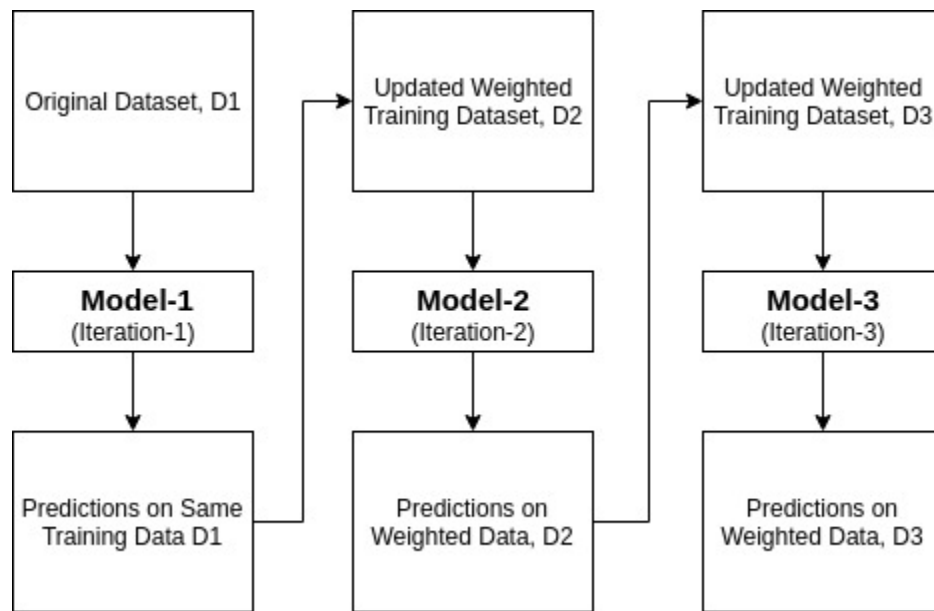 Original Dataset, D1
Updated Weighted
Training Dataset, D2
Updated Weighted
Training Dataset, D3
Model-1
(Iteration-1)
Model-2
(Iteration-2)
Model-3
(Iteration-3)
Predictions on Same
Training Data D1
Predictions on
Weighted Data, D2
Predictions on
Weighted Data, D3